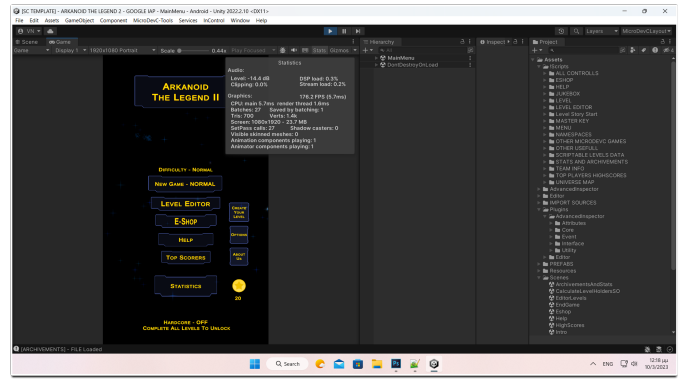 [SC TEMPLATE] - ARKANOID THE LEGEND 2 - GOOGLE IAP - MainMenu - Android - Unity 2022.2.10 <DX11>
File Edit Assets GameObject Component MicroDev-Tools Services InControl Window Help
VN
Layers MicroDevCLayout
Scene Game
Game Display 1 1920x1080 Portrait Scale 0.44x Play Focused Stats Gizmos
Statistics
Audio:
Level: -14.4 dB DSP load: 0.3%
Clipping: 0.0% Stream load: 0.2%
Graphics: 176.2 FPS (5.7ms)
CPU: main 5.7ms render thread 1.6ms
Batches: 27 Saved by batching: 1
Tris: 700 Verts: 1.4k
Screen: 1080x1920 - 23.7 MB
SetPass calls: 27 Shadow casters: 0
Visible skinned meshes: 0
Animation components playing: 1
Animator components playing: 1
ARKANOID
THE LEGEND II
DIFFICULTY - NORMAL
NEW GAME - NORMAL
LEVEL EDITOR
CREATE
YOUR
LEVEL
E-SHOP
OPTIONS
HELP
TOP SCORERS
ABOUT
US
STATISTICS
20
HARDCORE - OFF
COMPLETE ALL LEVELS TO UNLOCK
Hierarchy
All
MainMenu
DontDestroyOnLoad
Inspect
Project
Assets
!Scripts
ALL CONTROLLS
ESHOP
HELP
JUKEBOX
LEVEL
LEVEL EDITOR
Level Story Start
MASTER KEY
MENU
NAMESPACES
OTHER MICRODEVC GAMES
OTHER USEFULL
SCRIPTABLE LEVELS DATA
STATS AND ARCHIVEMENTS
TEAM INFO
TOP PLAYERS HIGHSCORES
UNIVERSE MAP
AdvancedInspector
Editor
IMPORT SOURCES
Plugins
AdvancedInspector
Attributes
Core
Event
Interface
Utility
Editor
PREFABS
Resources
Scenes
ArchivementsAndStats
CalculateLevelHoldersSO
EditorLevels
EndGame
Eshop
Help
HighScores
Intro
[ARCHIVEMENTS] - FILE Loaded
Search
ENG
12:18 μμ
10/3/2023